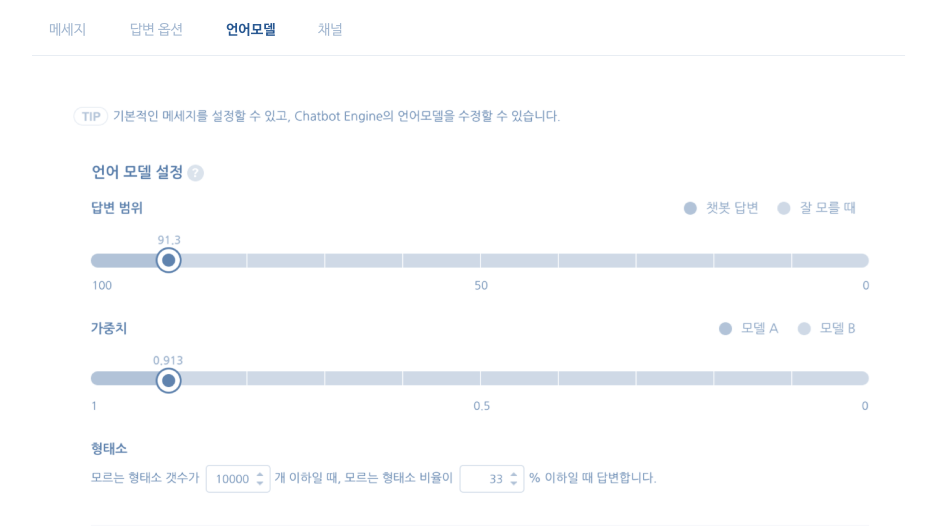 메세지 답변 옵션 언어모델 채널
TIP 기본적인 메세지를 설정할 수 있고, Chatbot Engine의 언어모델을 수정할 수 있습니다.
언어 모델 설정 ?
답변 범위 챗봇 답변 잘 모를 때
91.3
100 50 0
가중치 모델 A 모델 B
0.913
1 0.5 0
형태소
모르는 형태소 갯수가 10000 개 이하일 때, 모르는 형태소 비율이 33 % 이하일 때 답변합니다.